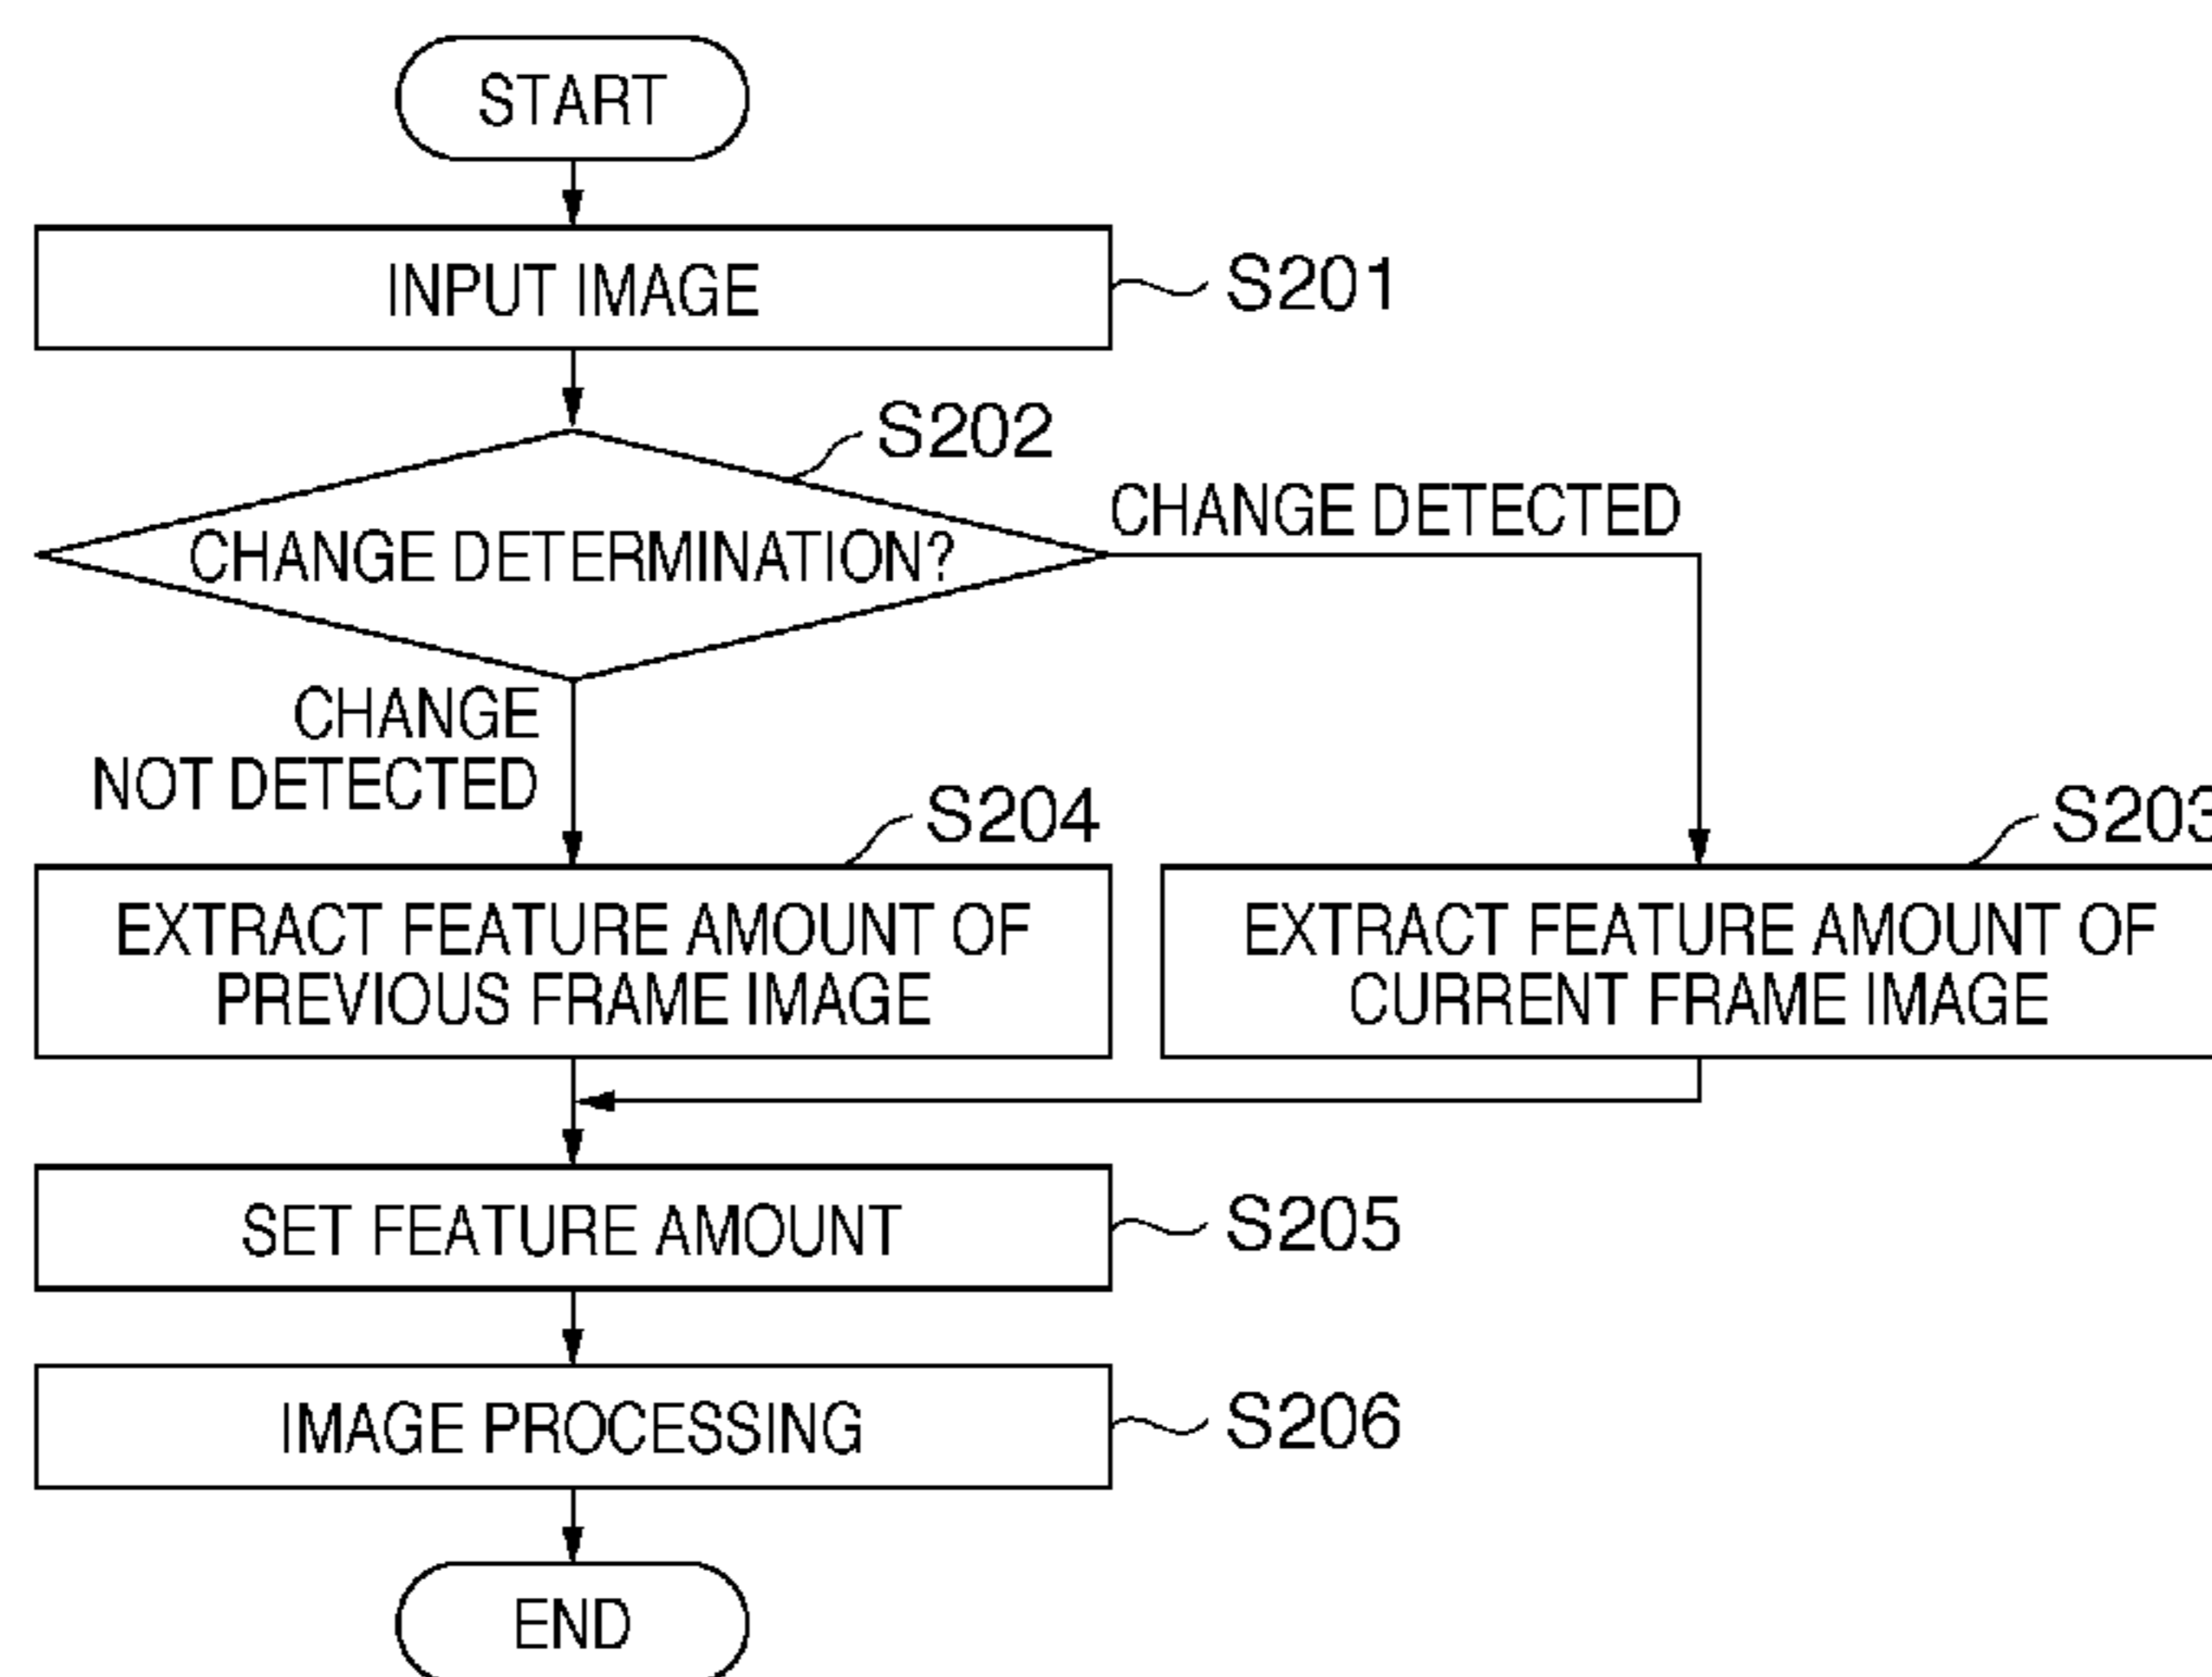 START
INPUT IMAGE
S201
S202
CHANGE DETERMINATION?
CHANGE DETECTED
CHANGE
NOT DETECTED
S204
EXTRACT FEATURE AMOUNT OF
PREVIOUS FRAME IMAGE
S203
EXTRACT FEATURE AMOUNT OF
CURRENT FRAME IMAGE
SET FEATURE AMOUNT
S205
IMAGE PROCESSING
S206
END